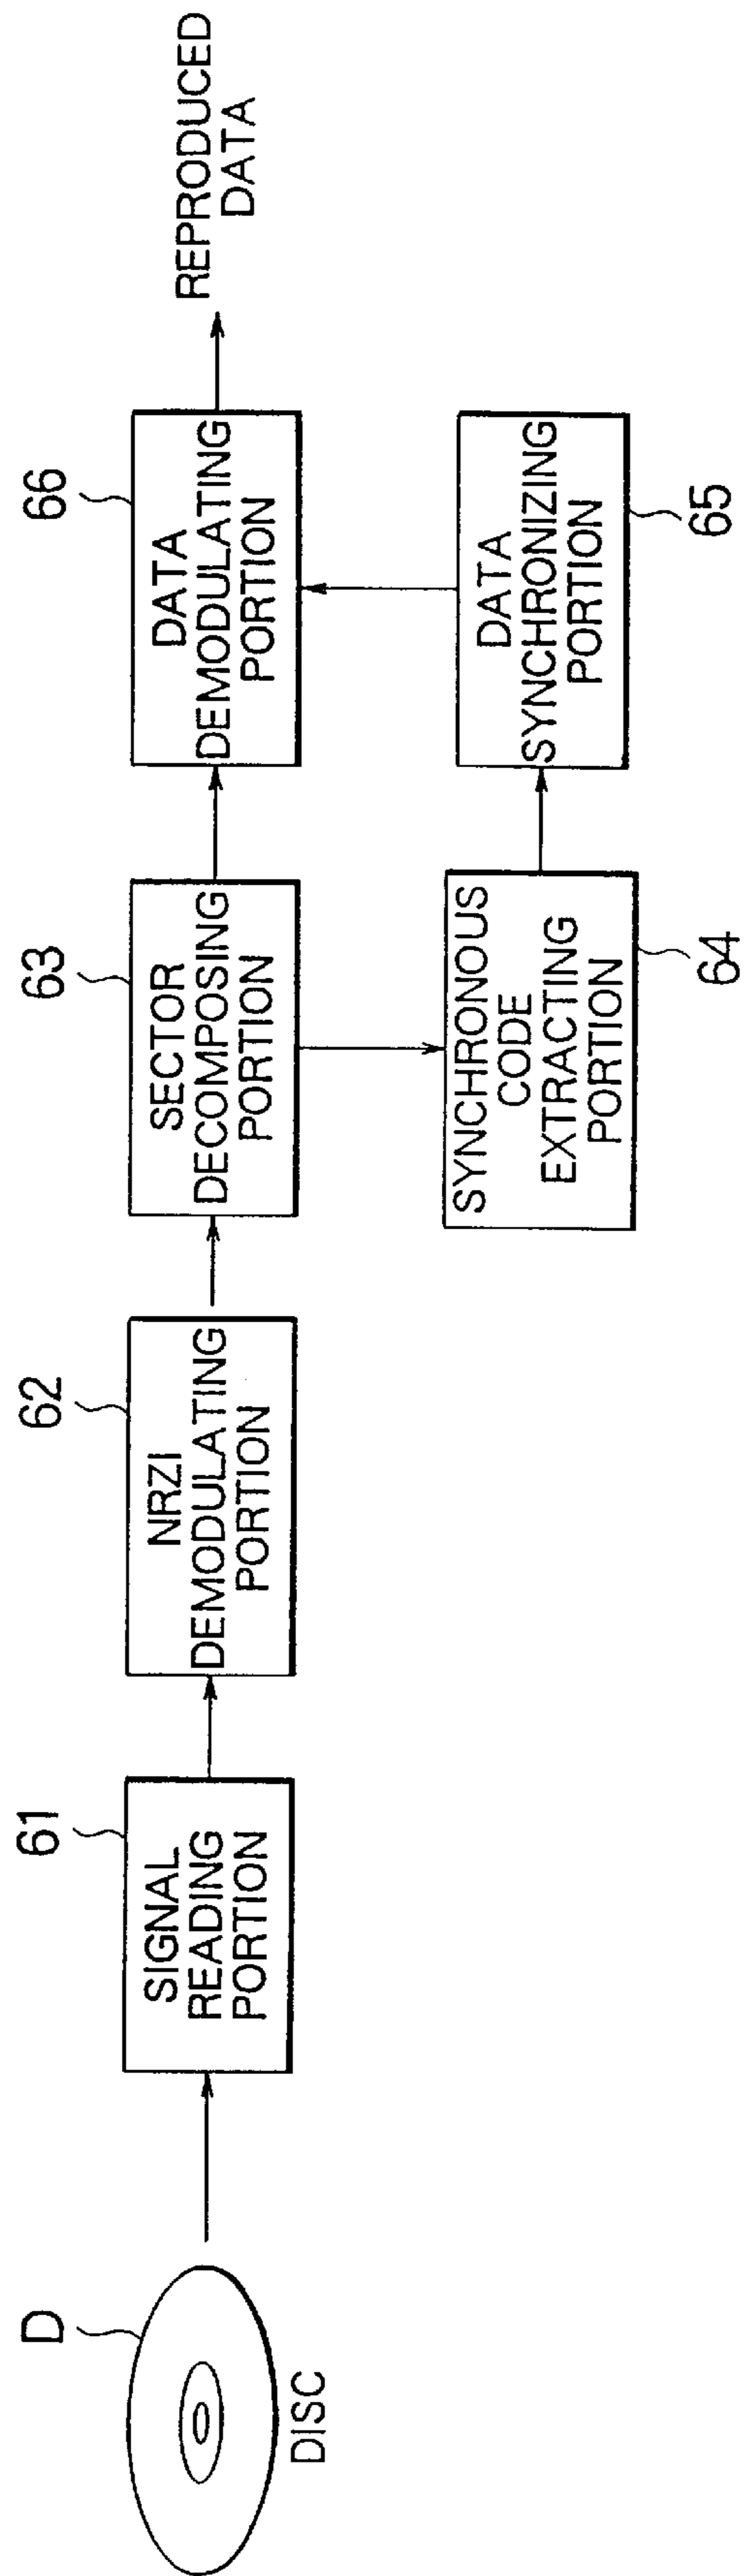 D
DISC
61
SIGNAL
READING
PORTION
62
NRZI
DEMODULATING
PORTION
63
SECTOR
DECOMPOSING
PORTION
66
DATA
DEMODULATING
PORTION
REPRODUCED
DATA
SYNCHRONOUS
CODE
EXTRACTING
PORTION
64
DATA
SYNCHRONIZING
PORTION
65